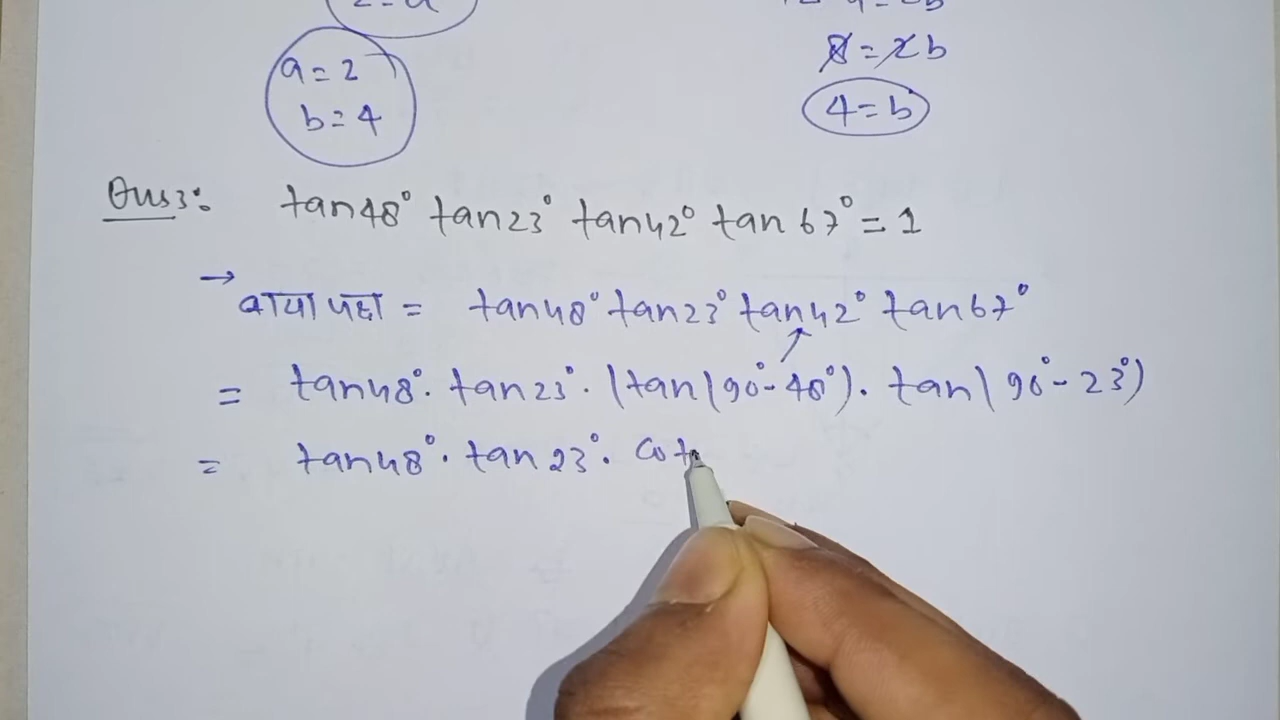 a = 2
b = 4
8 = 2b
4 = b
Ans3:. tan48° tan23° tan42° tan67° = 1
→ बाया पक्ष = tan48° tan23° tan42° tan67°
= tan48° · tan23° · (tan(90° - 48°) · tan(90° - 23°)
= tan48° · tan23° · cot